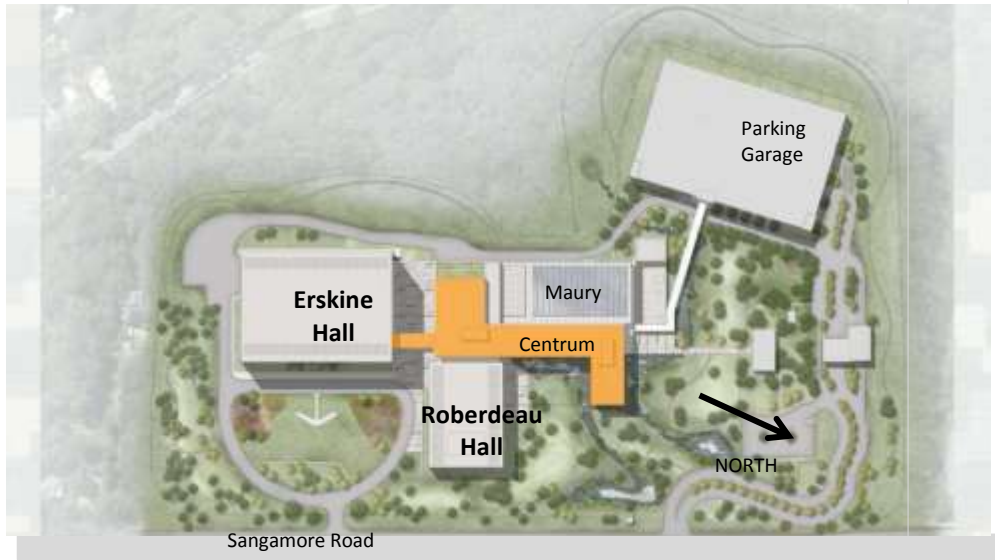 Parking
Garage
Erskine
Hall
Maury
Centrum
Roberdeau
Hall
NORTH
Sangamore Road